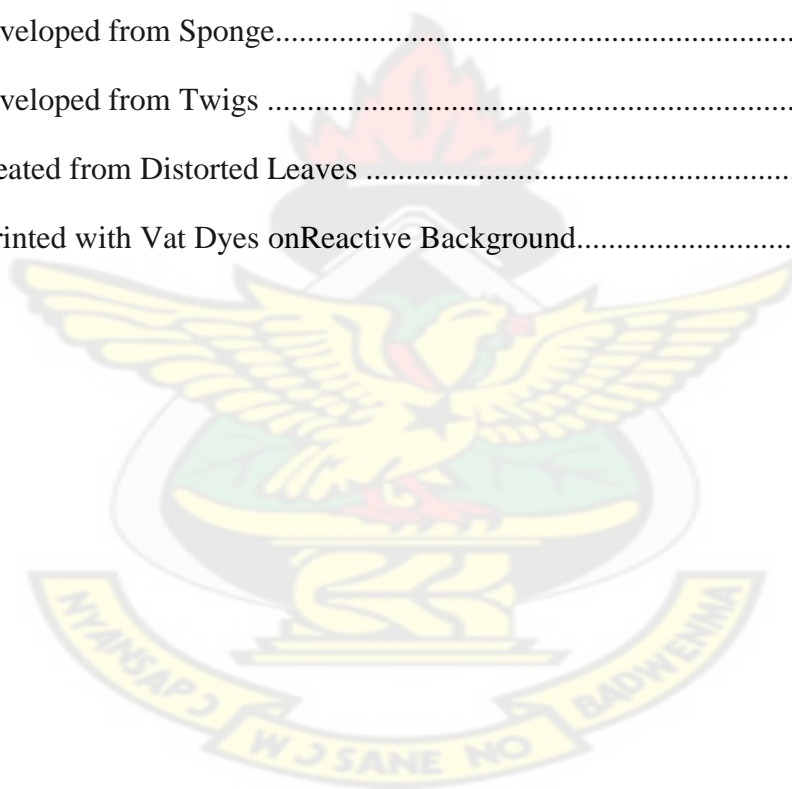 veloped from Sponge.......................................................
veloped from Twigs ........................................................
eated from Distorted Leaves .............................................
rinted with Vat Dyes onReactive Background.......................
NYANSAPƆ WƆSANE NO BADWENMA